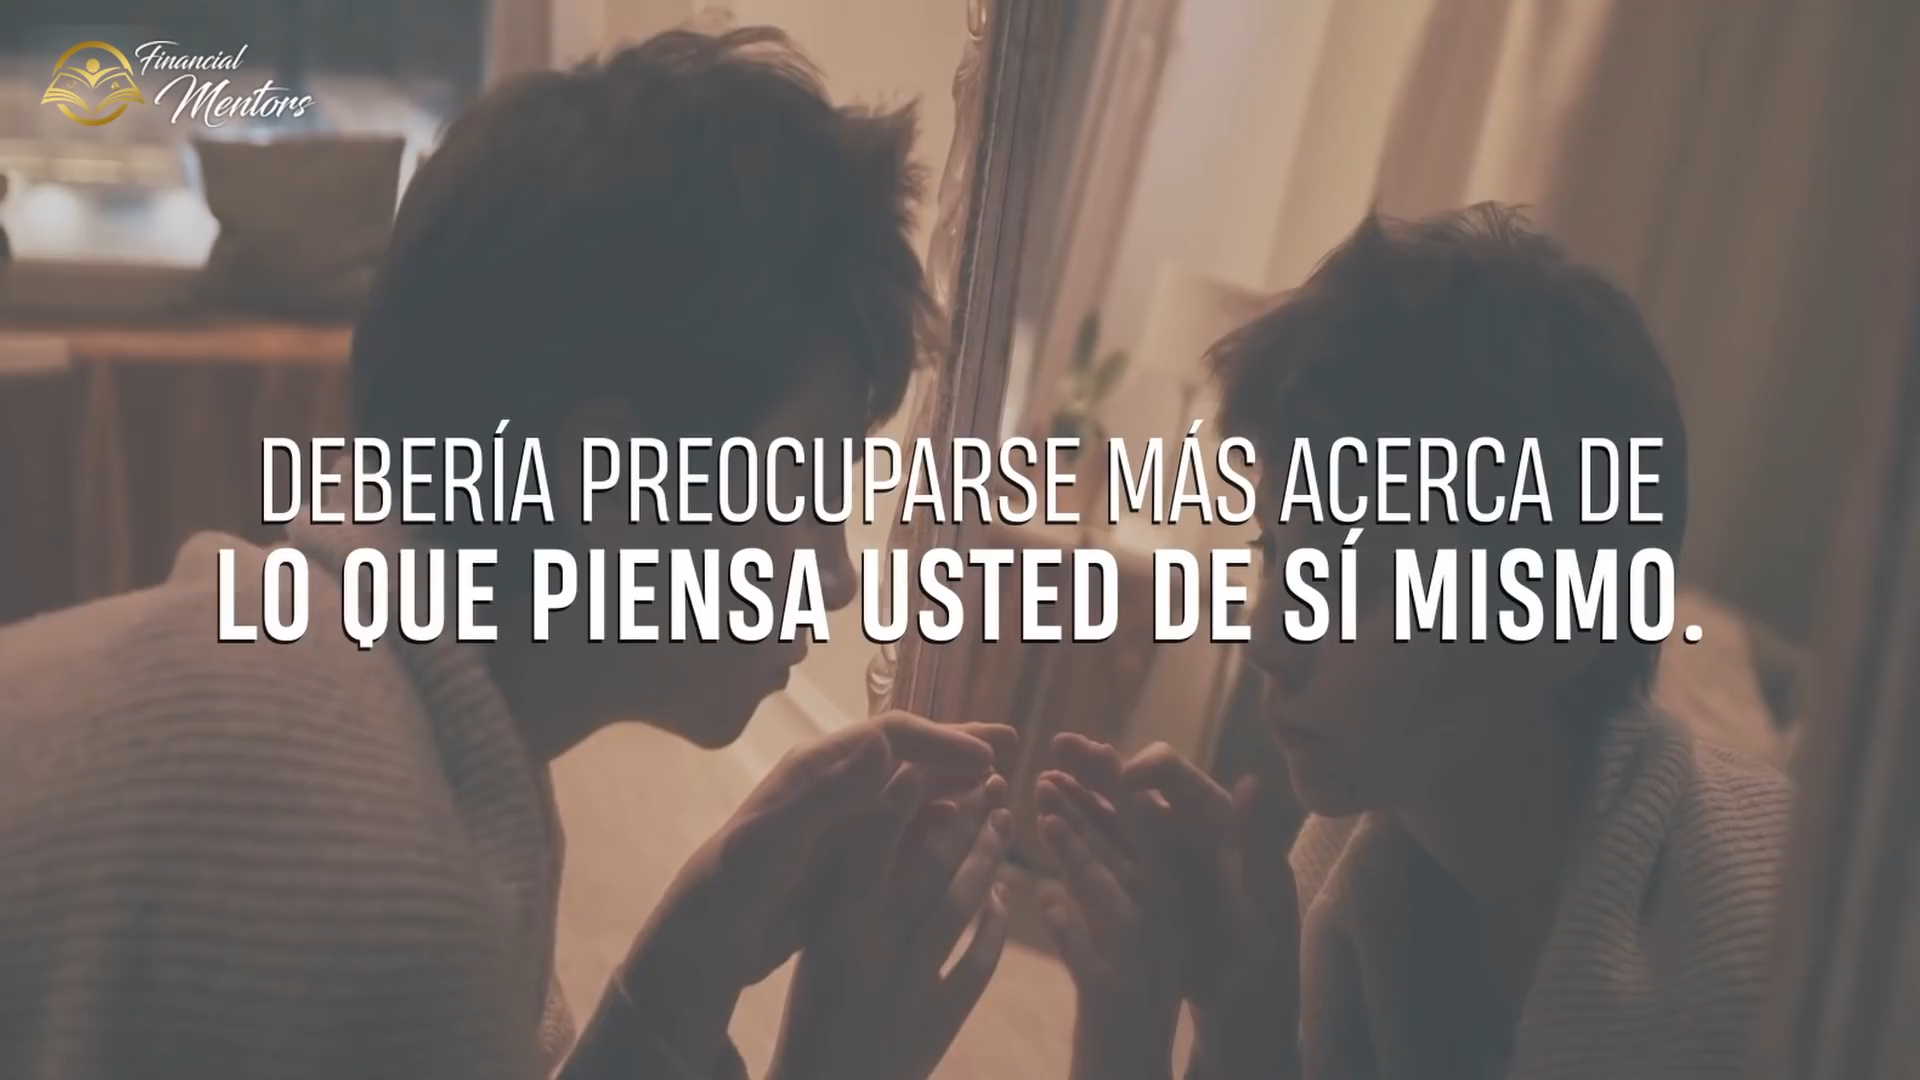 Financial
Mentors
DEBERÍA PREOCUPARSE MÁS ACERCA DE
LO QUE PIENSA USTED DE SÍ MISMO.